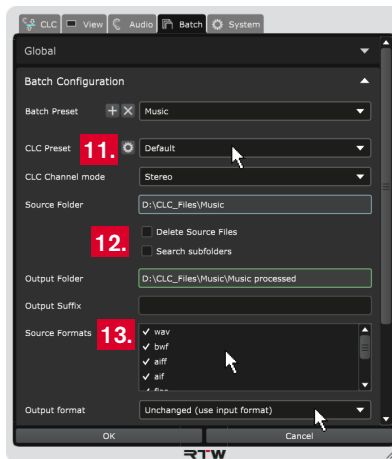 CLC View Audio Batch System
Global
Batch Configuration
Batch Preset Music
11.
CLC Preset Default
CLC Channel mode Stereo
Source Folder D:\CLC_Files\Music
12.
Delete Source Files
Search subfolders
Output Folder D:\CLC_Files\Music\Music processed
Output Suffix
Source Formats 13. wav
bwf
aiff
aif
Output format Unchanged (use input format)
OK Cancel
RTW